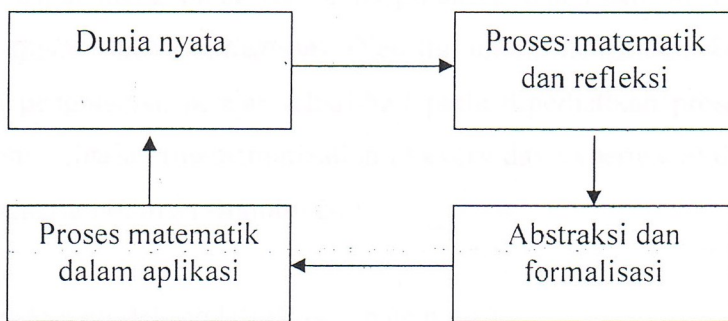 Dunia nyata
Proses matematik
dan refleksi
Proses matematik
dalam aplikasi
Abstraksi dan
formalisasi